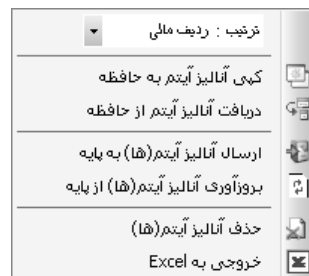 ترتیب : ردیف مالی
کپی آنالیز آیتم به حافظه
دریافت آنالیز آیتم از حافظه
ارسال آنالیز آیتم(ها) به پایه
بروزآوری آنالیز آیتم(ها) از پایه
حذف آنالیز آیتم(ها)
خروجی به Excel